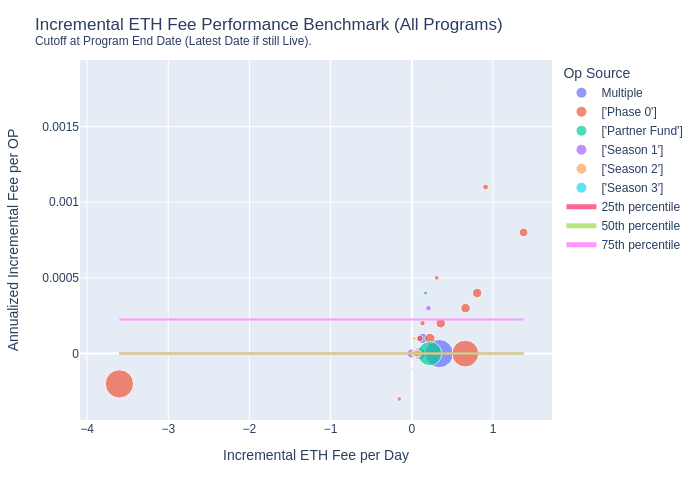 Incremental ETH Fee Performance Benchmark (All Programs)
Cutoff at Program End Date (Latest Date if still Live).
Op Source
Multiple
['Phase 0']
['Partner Fund']
['Season 1']
['Season 2']
['Season 3']
25th percentile
50th percentile
75th percentile
Annualized Incremental Fee per OP
0.0015
0.001
0.0005
0
−4
−3
−2
−1
0
1
Incremental ETH Fee per Day